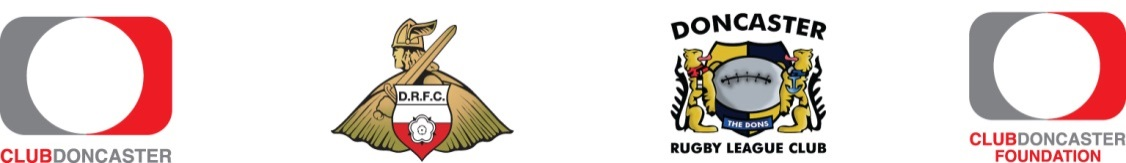 CLUBDONCASTER
D.R.F.C.
DONCASTER
THE DONS
RUGBY LEAGUE CLUB
CLUBDONCASTER
FOUNDATION